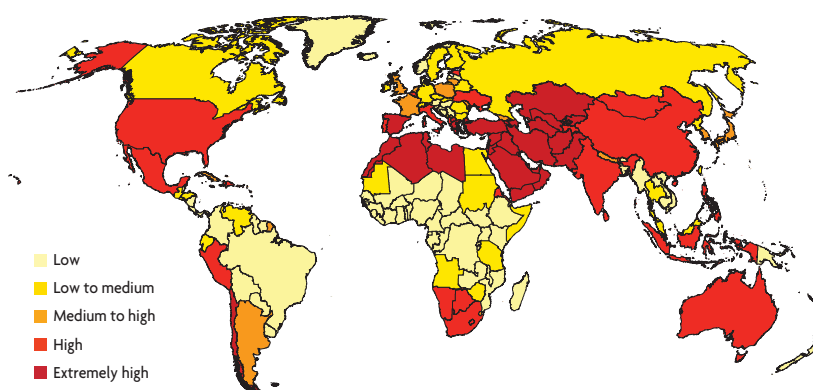 Low
Low to medium
Medium to high
High
Extremely high